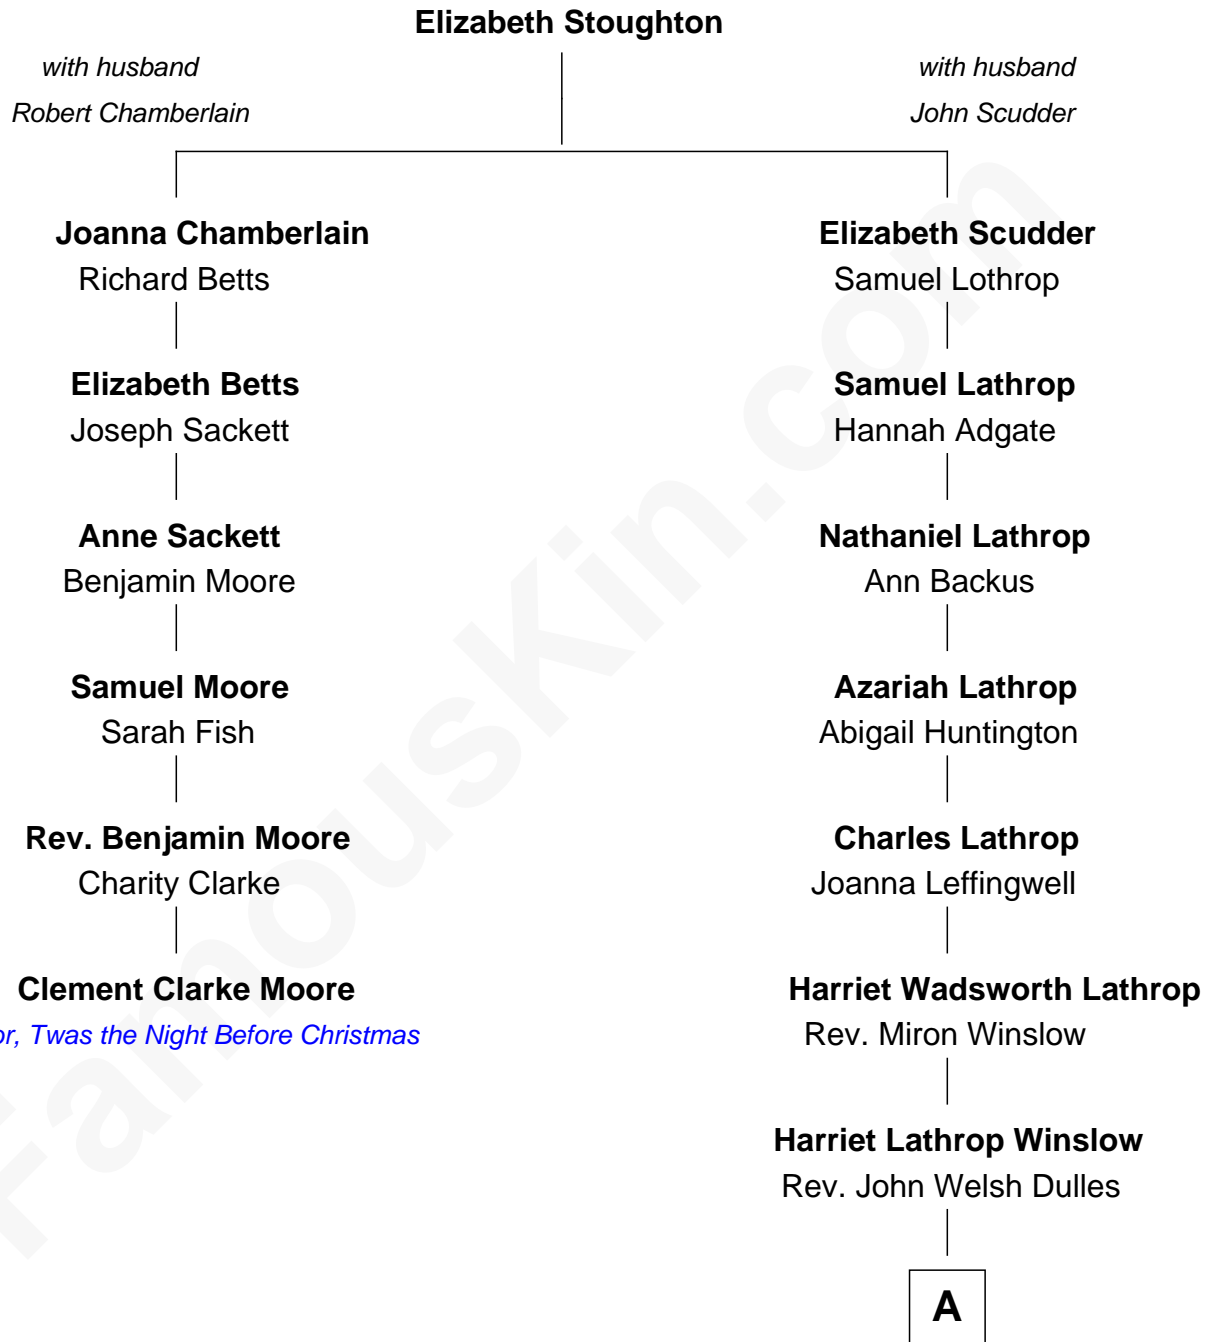 Elizabeth Stoughton
with husband
Robert Chamberlain
with husband
John Scudder
Joanna Chamberlain
Richard Betts
Elizabeth Betts
Joseph Sackett
Anne Sackett
Benjamin Moore
Samuel Moore
Sarah Fish
Rev. Benjamin Moore
Charity Clarke
Clement Clarke Moore
or, Twas the Night Before Christmas
Elizabeth Scudder
Samuel Lothrop
Samuel Lathrop
Hannah Adgate
Nathaniel Lathrop
Ann Backus
Azariah Lathrop
Abigail Huntington
Charles Lathrop
Joanna Leffingwell
Harriet Wadsworth Lathrop
Rev. Miron Winslow
Harriet Lathrop Winslow
Rev. John Welsh Dulles
A
FamousKin.com